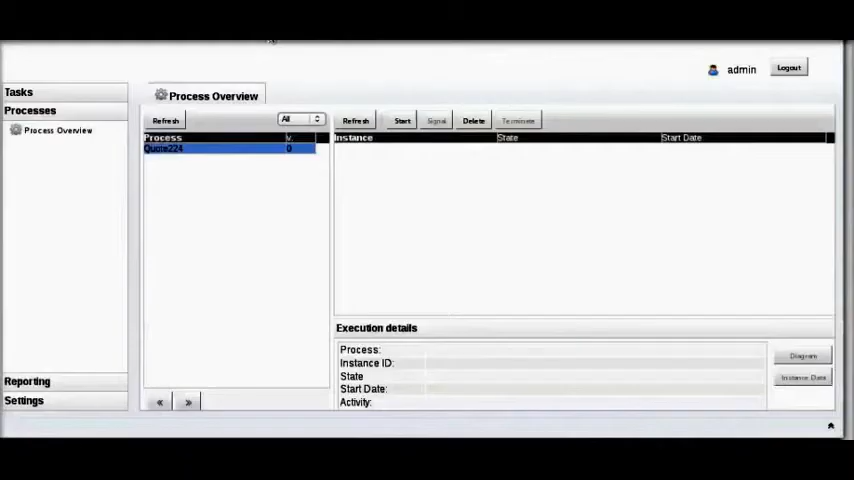 admin Logout
Tasks
Processes
Process Overview
Reporting
Settings
Process Overview
Refresh All
Process v.
Quote224 0
« »
Refresh Start Signal Delete Terminate
Instance State Start Date
Execution details
Process:
Instance ID:
State
Start Date:
Activity:
Diagram
Instance Data